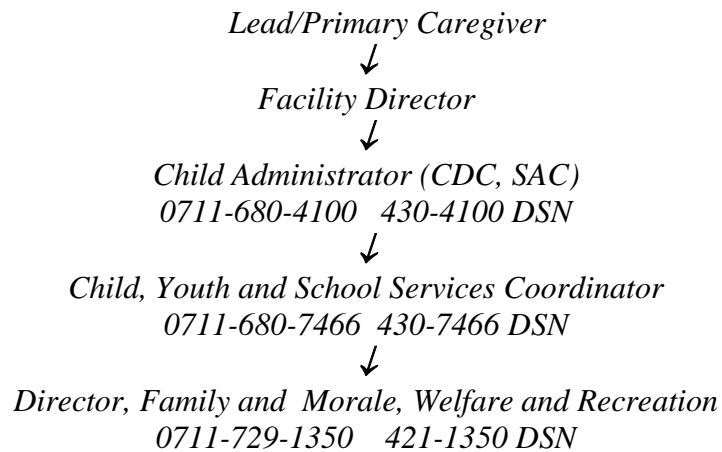 Lead/Primary Caregiver
↓
Facility Director
↓
Child Administrator (CDC, SAC)
0711-680-4100 430-4100 DSN
↓
Child, Youth and School Services Coordinator
0711-680-7466 430-7466 DSN
↓
Director, Family and Morale, Welfare and Recreation
0711-729-1350 421-1350 DSN